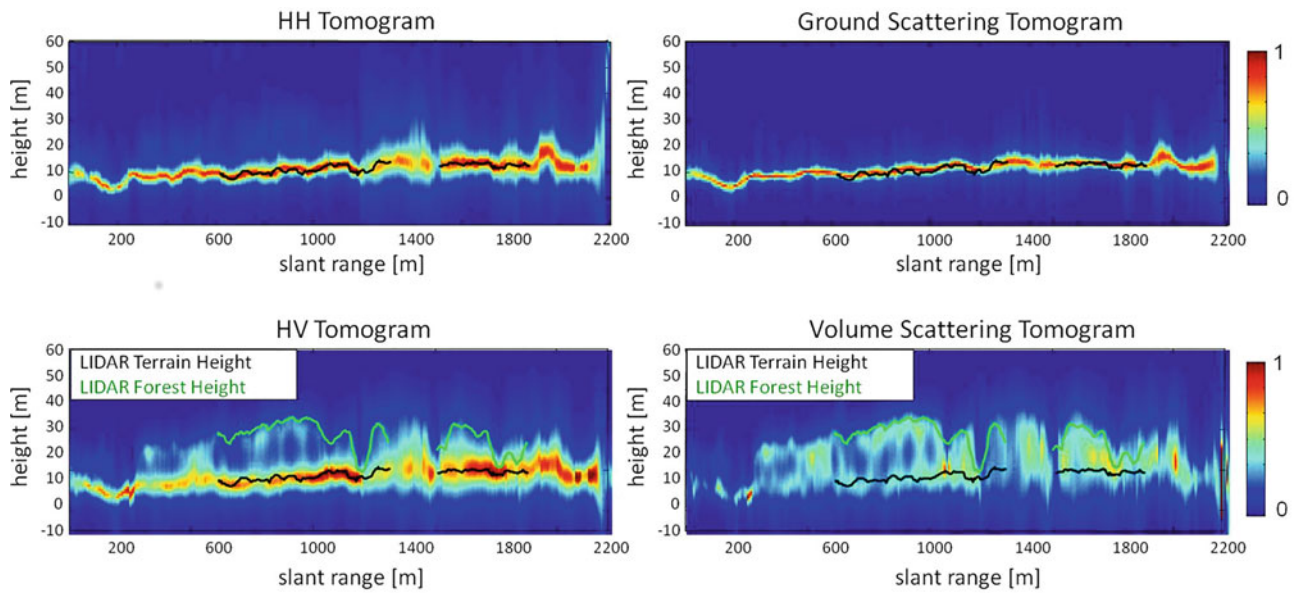 HH Tomogram
60
50
40
30
20
10
0
-10
height [m]
200 600 1000 1400 1800 2200
slant range [m]
Ground Scattering Tomogram
60
50
40
30
20
10
0
-10
height [m]
200 600 1000 1400 1800 2200
slant range [m]
1
0
HV Tomogram
LIDAR Terrain Height
LIDAR Forest Height
60
50
40
30
20
10
0
-10
height [m]
200 600 1000 1400 1800 2200
slant range [m]
Volume Scattering Tomogram
LIDAR Terrain Height
LIDAR Forest Height
60
50
40
30
20
10
0
-10
height [m]
200 600 1000 1400 1800 2200
slant range [m]
1
0